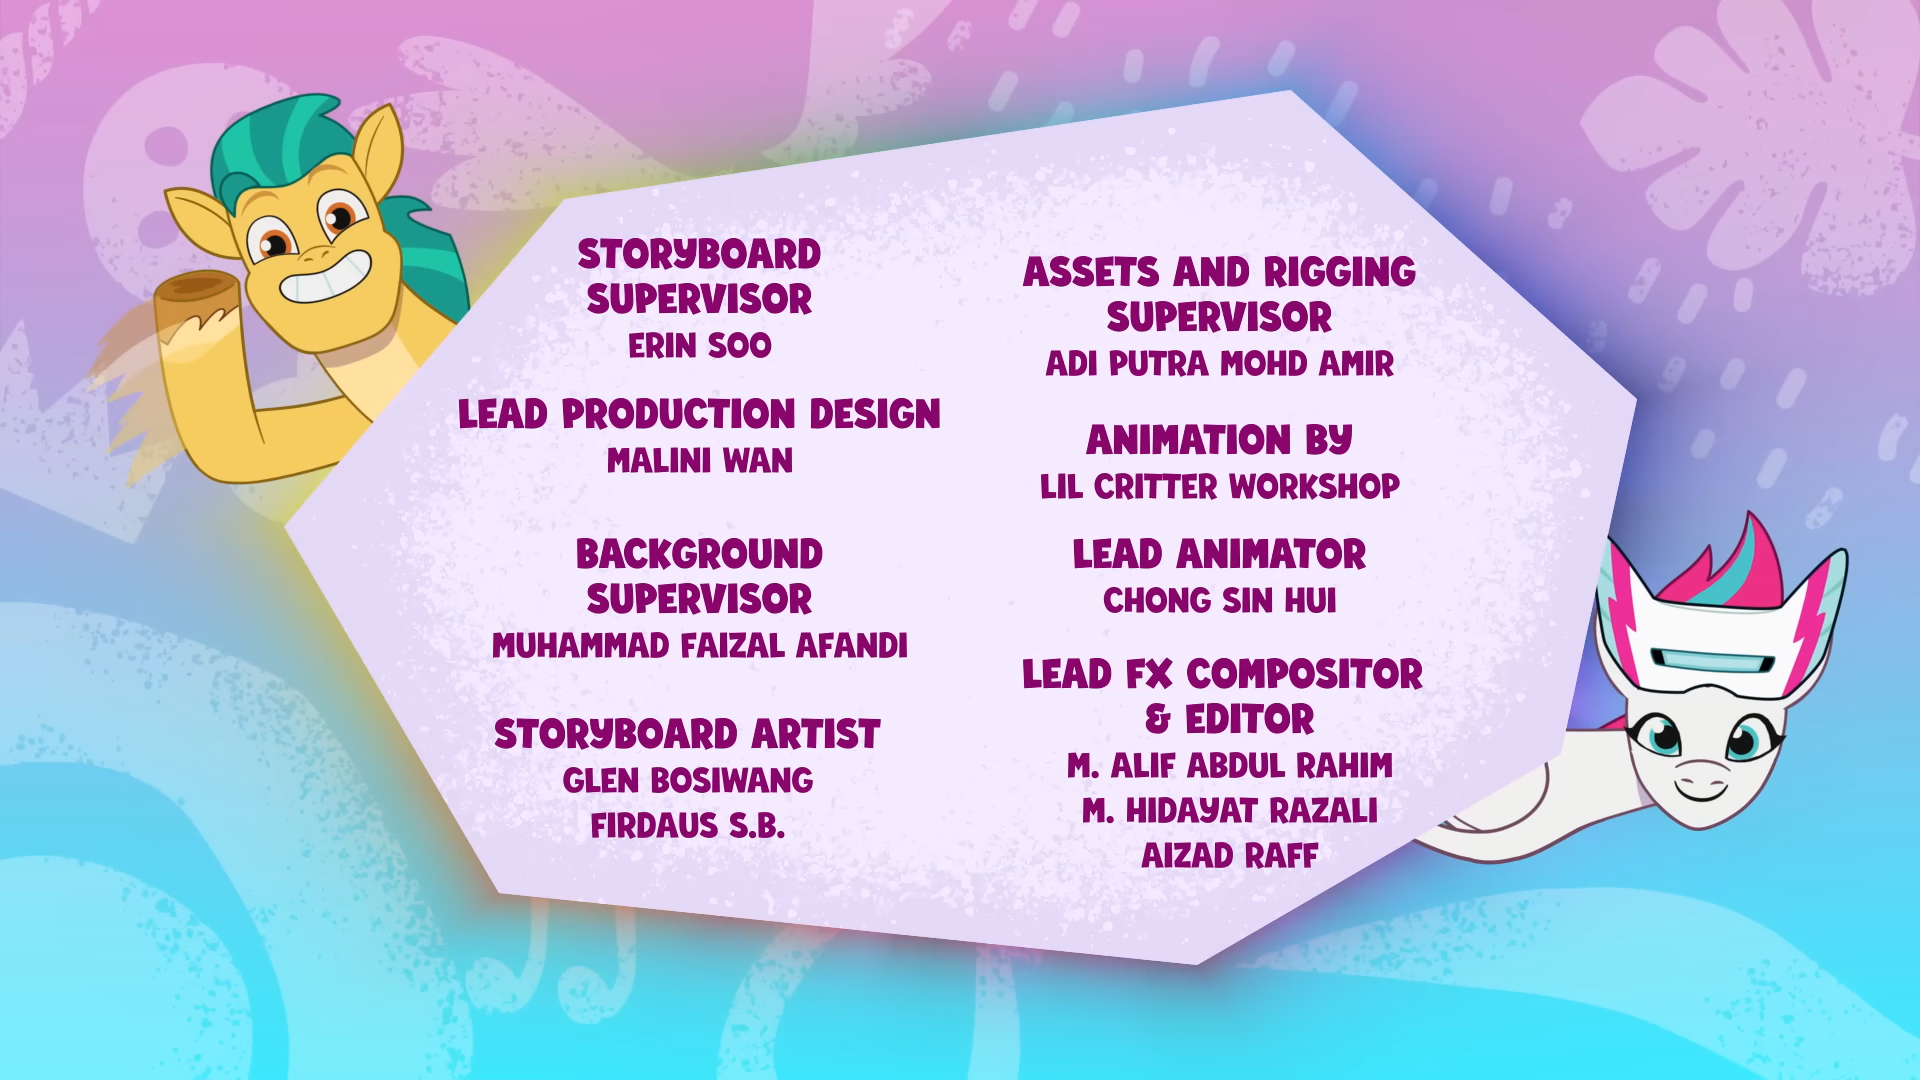 STORYBOARD
SUPERVISOR
ERIN SOO
LEAD PRODUCTION DESIGN
MALINI WAN
BACKGROUND
SUPERVISOR
MUHAMMAD FAIZAL AFANDI
STORYBOARD ARTIST
GLEN BOSIWANG
FIRDAUS S.B.
ASSETS AND RIGGING
SUPERVISOR
ADI PUTRA MOHD AMIR
ANIMATION BY
LIL CRITTER WORKSHOP
LEAD ANIMATOR
CHONG SIN HUI
LEAD FX COMPOSITOR
& EDITOR
M. ALIF ABDUL RAHIM
M. HIDAYAT RAZALI
AIZAD RAFF